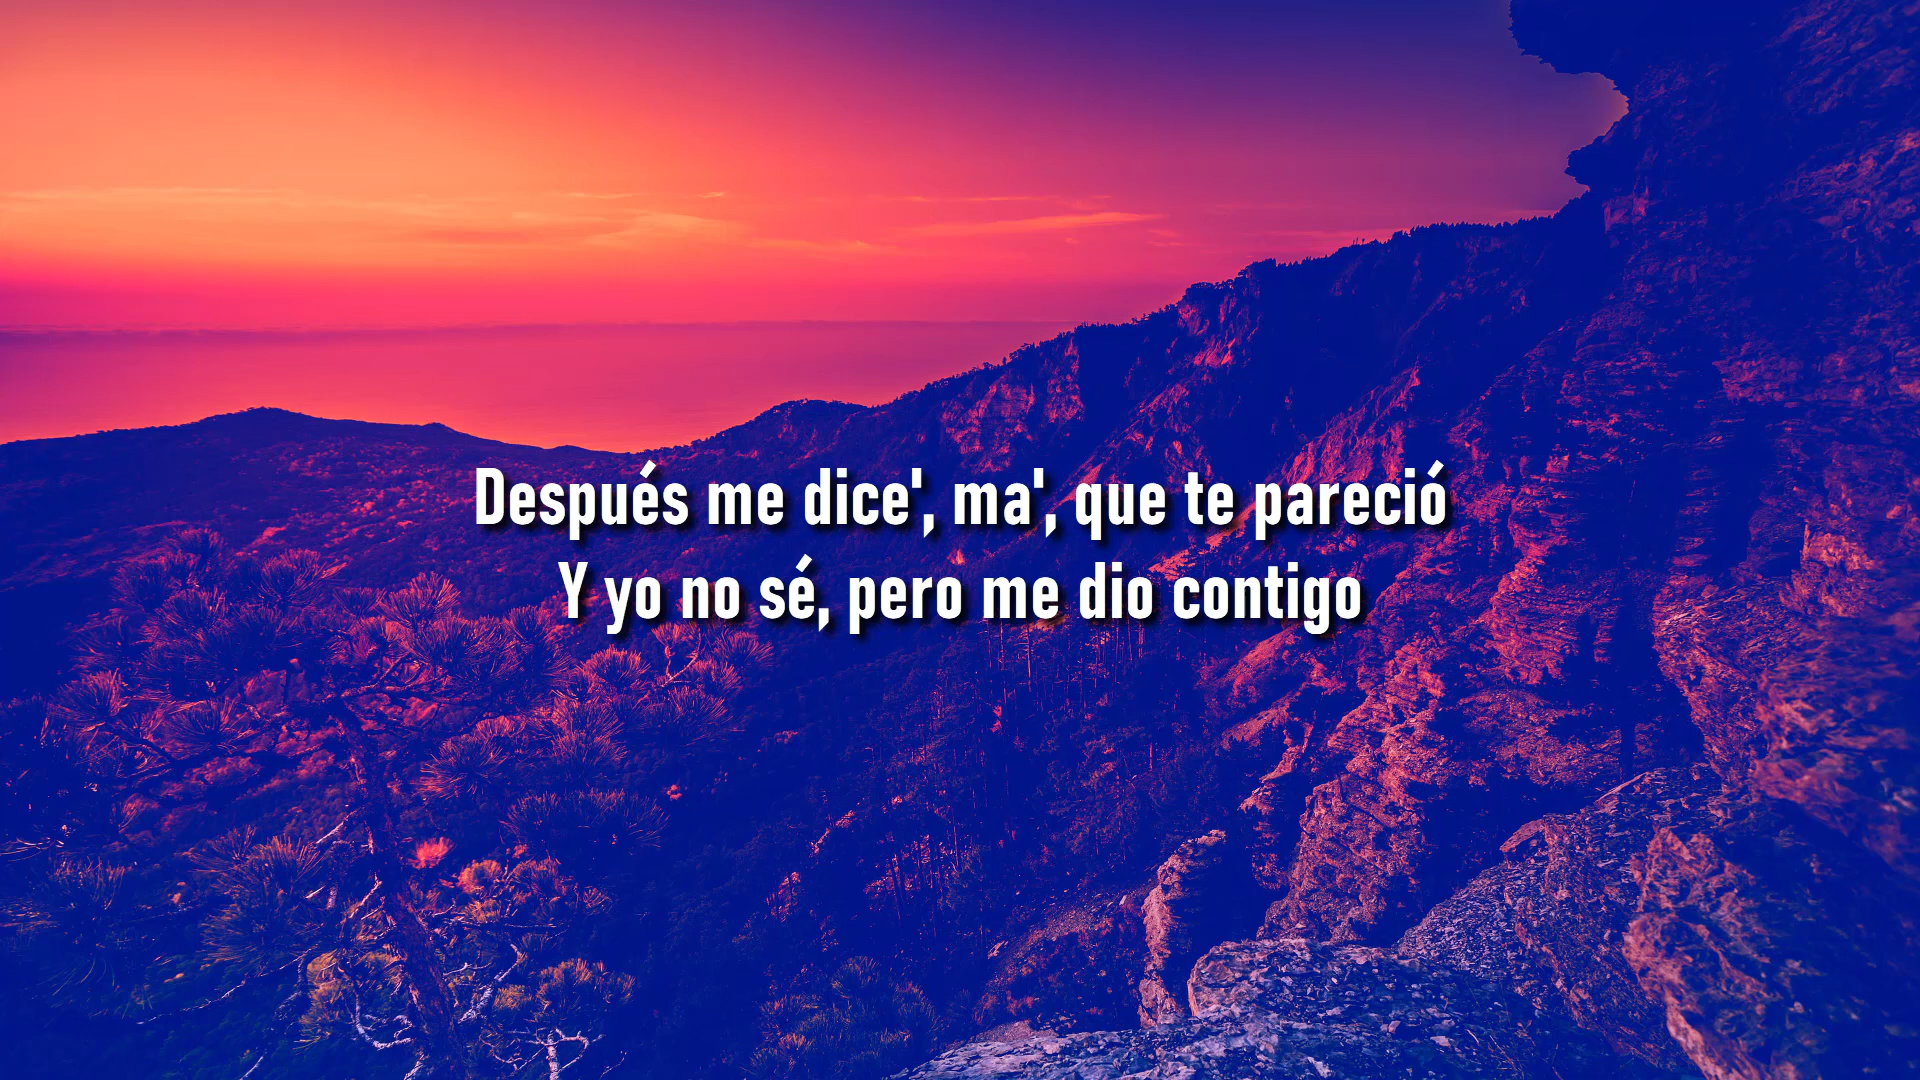 Después me dice', ma', que te pareció
Y yo no sé, pero me dio contigo